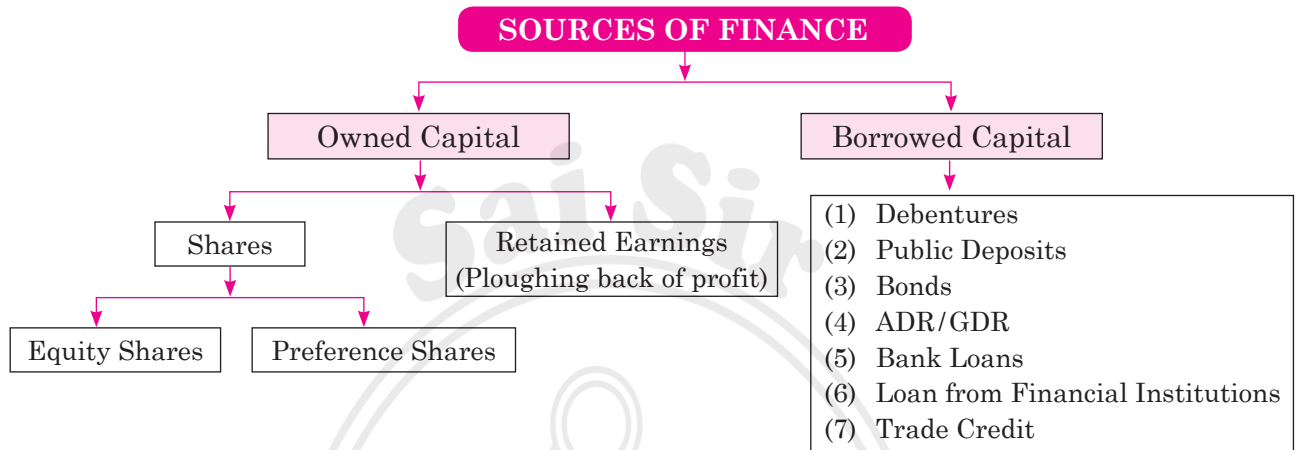 SOURCES OF FINANCE
Owned Capital
Borrowed Capital
Shares
Retained Earnings
(Ploughing back of profit)
Equity Shares
Preference Shares
(1) Debentures
(2) Public Deposits
(3) Bonds
(4) ADR/GDR
(5) Bank Loans
(6) Loan from Financial Institutions
(7) Trade Credit
Sai Sir